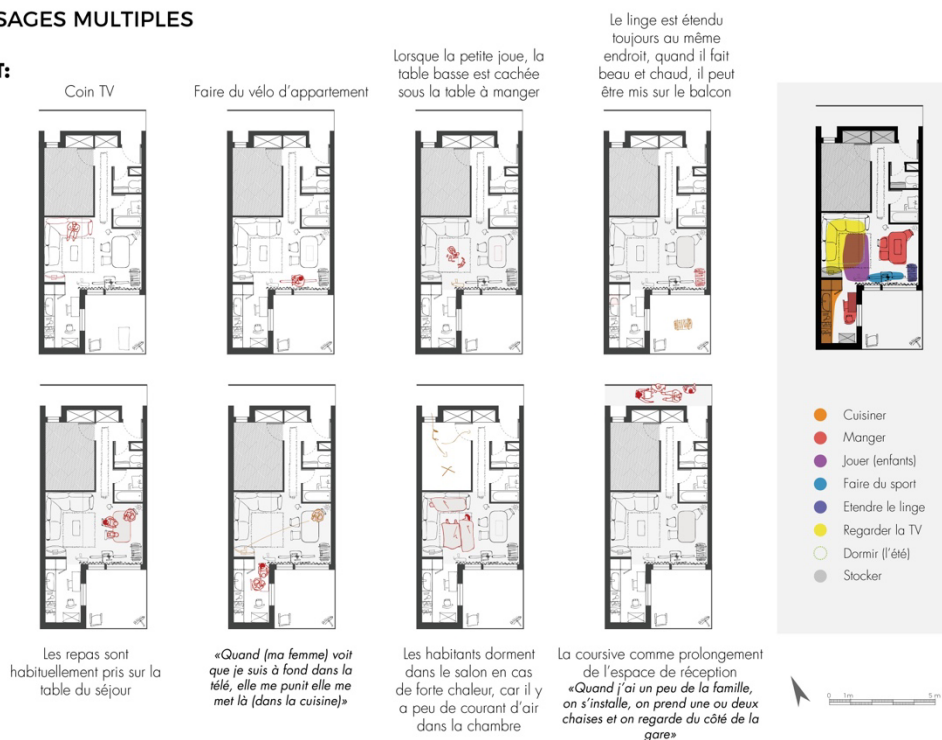 SAGES MULTIPLES
T:
Coin TV
Faire du vélo d'appartement
Lorsque la petite joue, la
table basse est cachée
sous la table à manger
Le linge est étendu
toujours au même
endroit, quand il fait
beau et chaud, il peut
être mis sur le balcon
Les repas sont
habituellement pris sur la
table du séjour
«Quand (ma femme) voit
que je suis à fond dans la
télé, elle me punit elle me
met là (dans la cuisine)»
Les habitants dorment
dans le salon en cas
de forte chaleur, car il y
a peu de courant d'air
dans la chambre
La coursive comme prolongement
de l'espace de réception
«Quand j'ai un peu de la famille,
on s'installe, on prend une ou deux
chaises et on regarde du côté de la
gare»
Cuisiner
Manger
Jouer (enfants)
Faire du sport
Etendre le linge
Regarder la TV
Dormir (l'été)
Stocker
0 1m 5 m